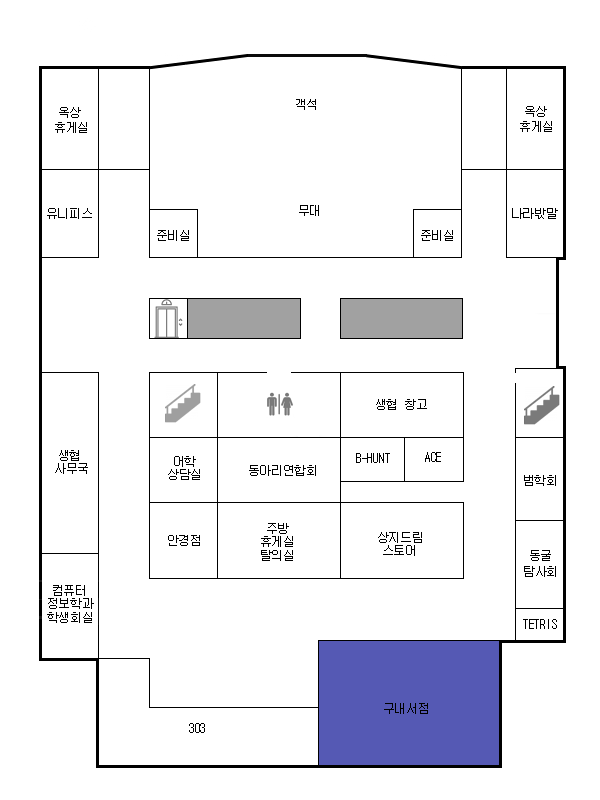 객석
옥상
휴게실
옥상
휴게실
유니피스
무대
나라밖말
준비실
준비실
생협 창고
생협
사무국
어학
상담실
동아리연합회
B-HUNT
ACE
범학회
안경점
주방
휴게실
탈의실
상지드림
스토어
동굴
탐사회
컴퓨터
정보학과
학생회실
TETRIS
구내서점
303